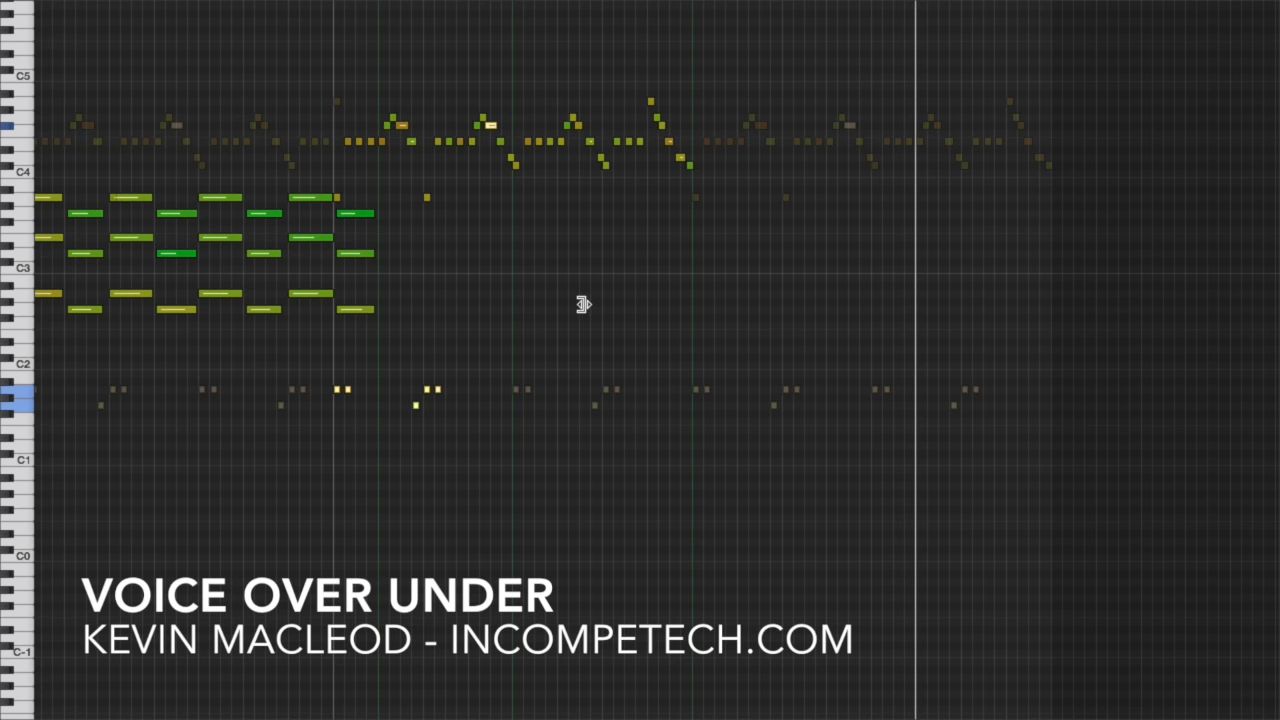 C5
C4
C3
C2
C1
C0
C-1
VOICE OVER UNDER
KEVIN MACLEOD - INCOMPETECH.COM